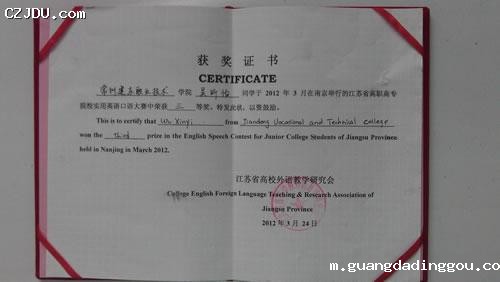 CZJDU.COM
获奖证书
CERTIFICATE
常州建东职业技术 学院 吴昕怡 同学于 2012 年 3 月在南京举行的江苏省高职高专
院校实用英语口语大赛中荣获 三 等奖。特发此状，以资鼓励。
This is to certify that Wu Xinyi from Jiandong Vocational and Technical college
won the third prize in the English Speech Contest for Junior College Students of Jiangsu Province
held in Nanjing in March 2012.
江苏省高校外语教学研究会
College English Foreign Language Teaching & Research Association of
Jiangsu Province
2012 年 3 月 24 日
m.guangdadinggou.co